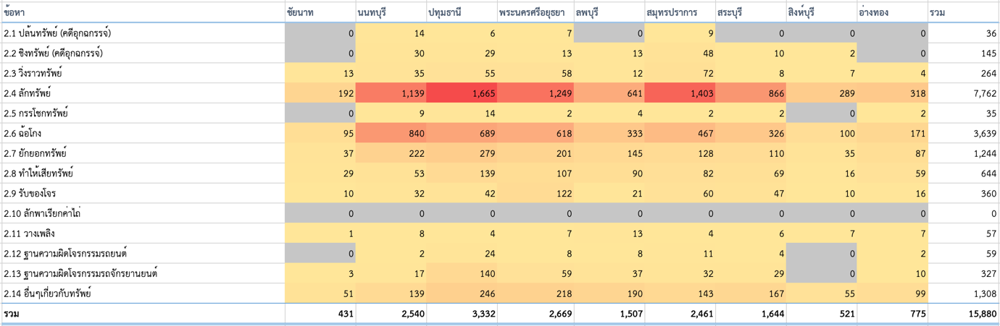 ข้อหา ชัยนาท นนทบุรี ปทุมธานี พระนครศรีอยุธยา ลพบุรี สมุทรปราการ สระบุรี สิงห์บุรี อ่างทอง รวม
2.1 ปล้นทรัพย์ (คดีอุกฉกรรจ์) 0 14 6 7 0 9 0 0 0 36
2.2 ชิงทรัพย์ (คดีอุกฉกรรจ์) 0 30 29 13 13 48 10 2 0 145
2.3 วิ่งราวทรัพย์ 13 35 55 58 12 72 8 7 4 264
2.4 ลักทรัพย์ 192 1,139 1,665 1,249 641 1,403 866 289 318 7,762
2.5 กรรโชกทรัพย์ 0 9 14 2 4 2 2 0 2 35
2.6 ฉ้อโกง 95 840 689 618 333 467 326 100 171 3,639
2.7 ยักยอกทรัพย์ 37 222 279 201 145 128 110 35 87 1,244
2.8 ทำให้เสียทรัพย์ 29 53 139 107 90 82 69 16 59 644
2.9 รับของโจร 10 32 42 122 21 60 47 10 16 360
2.10 ลักพาเรียกค่าไถ่ 0 0 0 0 0 0 0 0 0 0
2.11 วางเพลิง 1 8 4 7 13 4 6 7 7 57
2.12 ฐานความผิดโจรกรรมรถยนต์ 0 2 24 8 8 11 4 0 2 59
2.13 ฐานความผิดโจรกรรมรถจักรยานยนต์ 3 17 140 59 37 32 29 0 10 327
2.14 อื่นๆเกี่ยวกับทรัพย์ 51 139 246 218 190 143 167 55 99 1,308
รวม 431 2,540 3,332 2,669 1,507 2,461 1,644 521 775 15,880